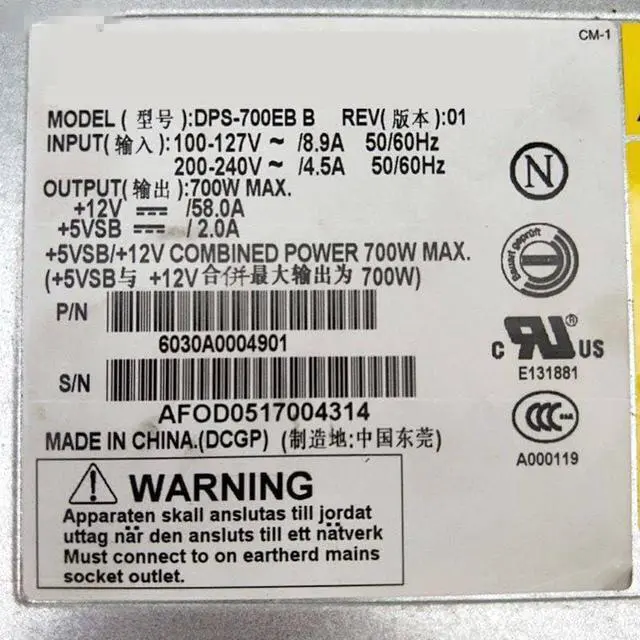 CM-1
MODEL(型号):DPS-700EB B REV(版本):01
INPUT(输入):100-127V ~ /8.9A 50/60Hz
200-240V ~ /4.5A 50/60Hz
OUTPUT(输出):700W MAX.
+12V ⎓ /58.0A
+5VSB ⎓ / 2.0A
+5VSB/+12V COMBINED POWER 700W MAX.
(+5VSB与 +12V合併最大输出为 700W)
P/N
6030A0004901
S/N
AFOD0517004314
MADE IN CHINA.(DCGP) (制造地:中国东莞)
N
Bauart geprüft
c RU ® US
E131881
CCC S&E
A000119
WARNING
Apparaten skall anslutas till jordat
uttag när den ansluts till ett nätverk
Must connect to on eartherd mains
socket outlet.